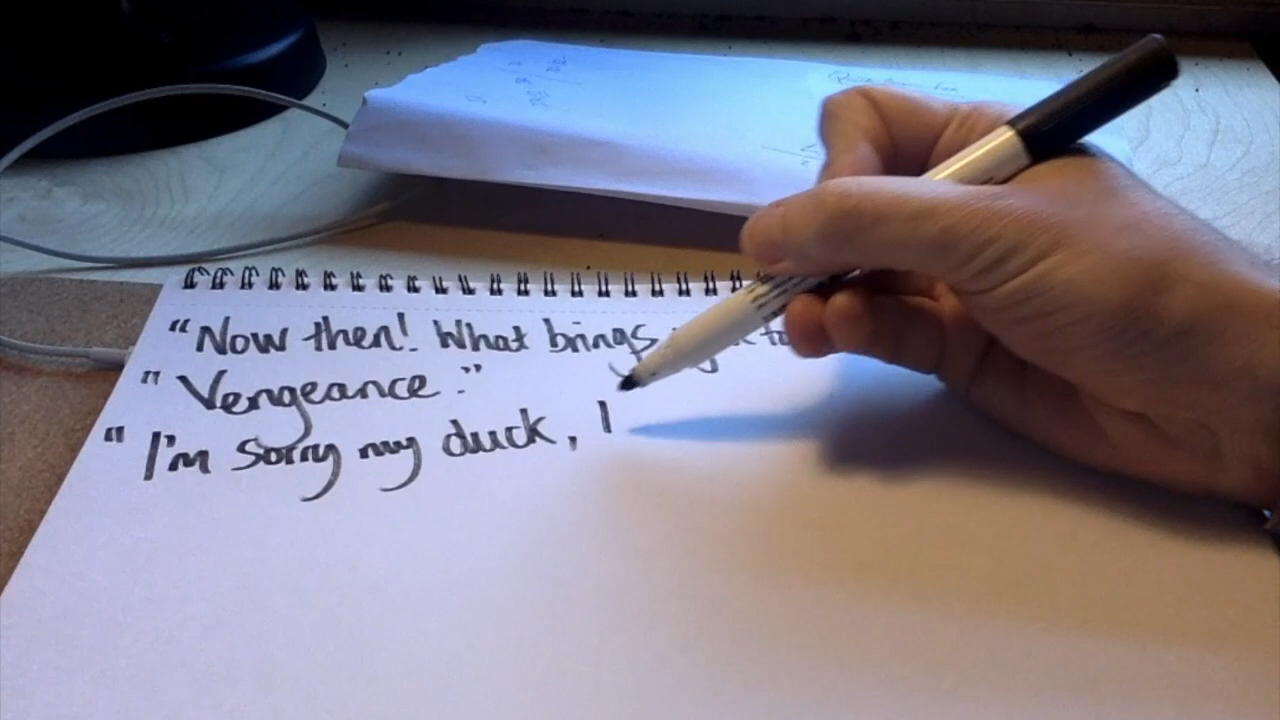 "Now then! What brings
"Vengeance."
"I'm sorry my duck, I